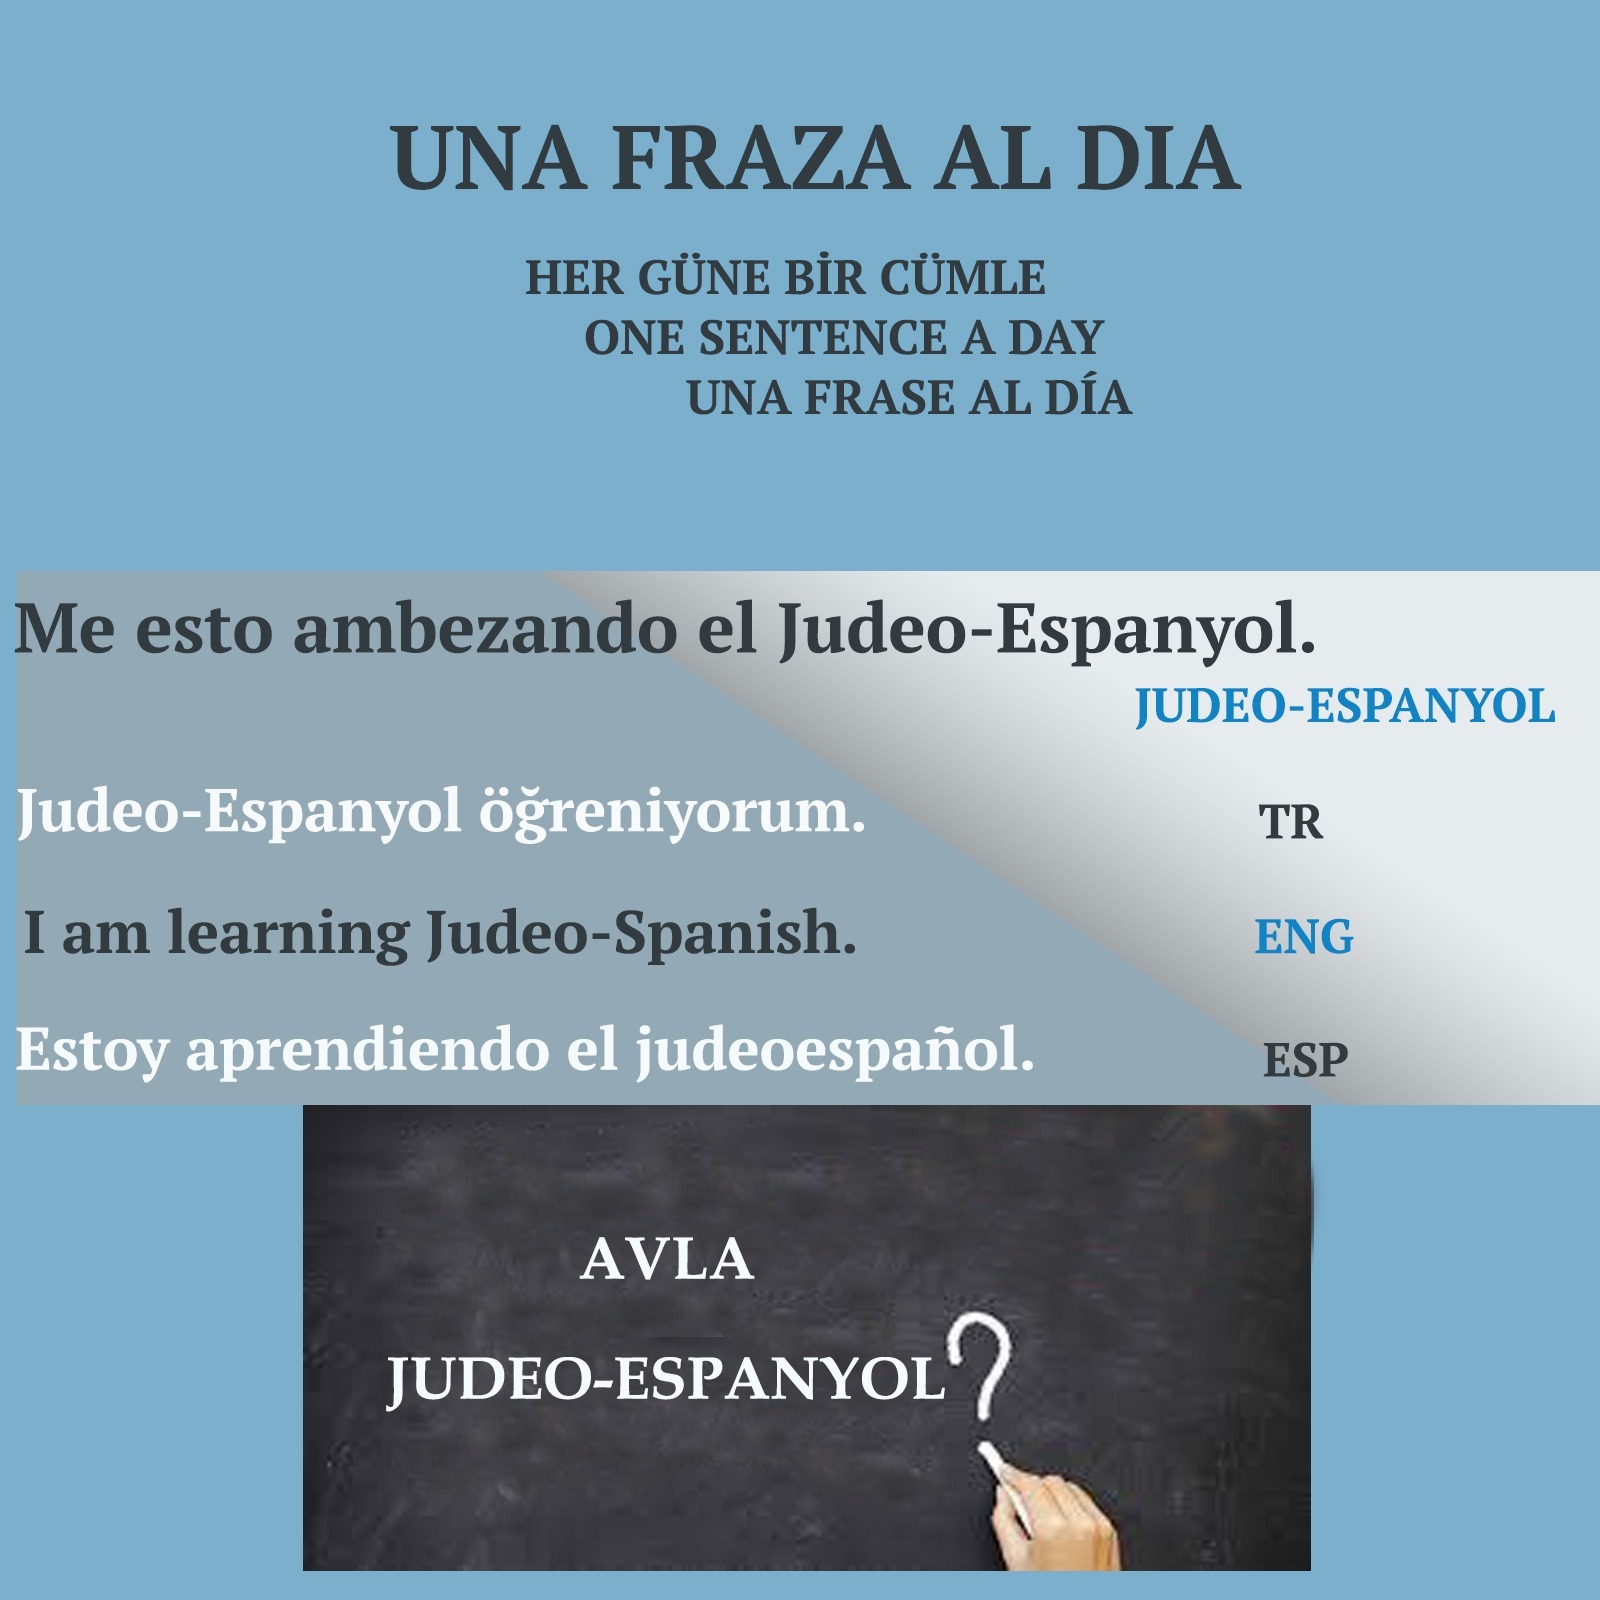 UNA FRAZA AL DIA
HER GÜNE BİR CÜMLE
ONE SENTENCE A DAY
UNA FRASE AL DÍA
Me esto ambezando el Judeo-Espanyol.
JUDEO-ESPANYOL
Judeo-Espanyol öğreniyorum.
TR
I am learning Judeo-Spanish.
ENG
Estoy aprendiendo el judeoespañol.
ESP
AVLA
JUDEO-ESPANYOL?